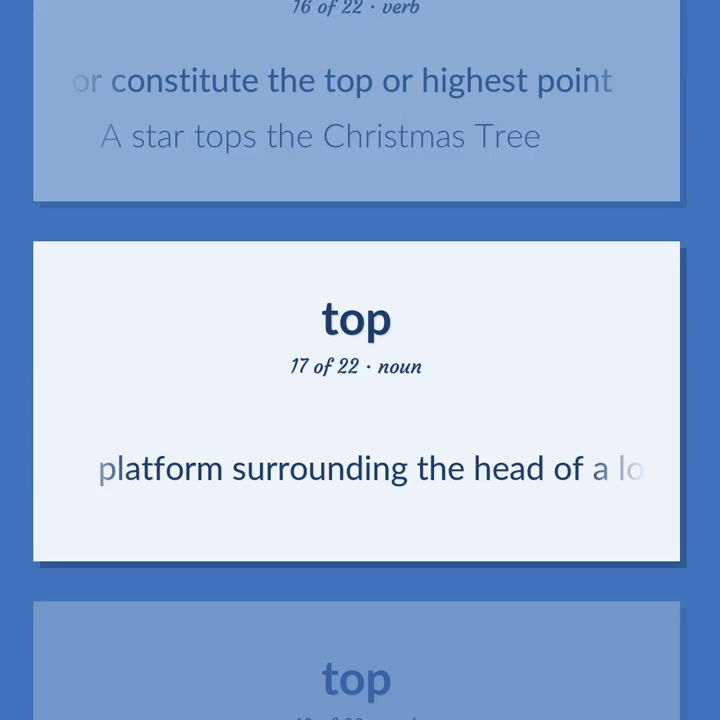 16 of 22 · verb
or constitute the top or highest point
A star tops the Christmas Tree
top
17 of 22 · noun
platform surrounding the head of a lo
top